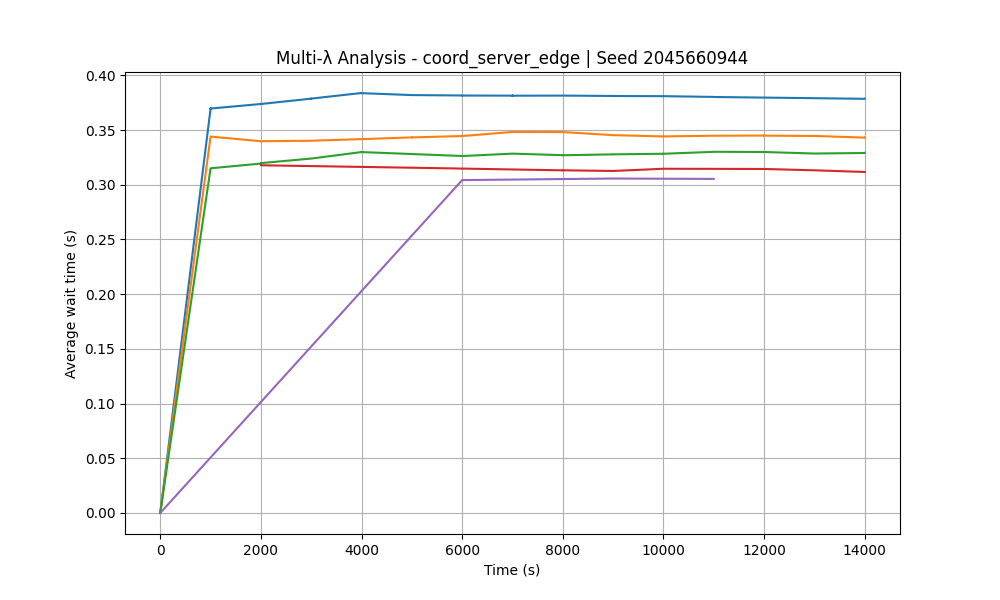 Multi-λ Analysis - coord_server_edge | Seed 2045660944
Average wait time (s)
0.40
0.35
0.30
0.25
0.20
0.15
0.10
0.05
0.00
0 2000 4000 6000 8000 10000 12000 14000
Time (s)